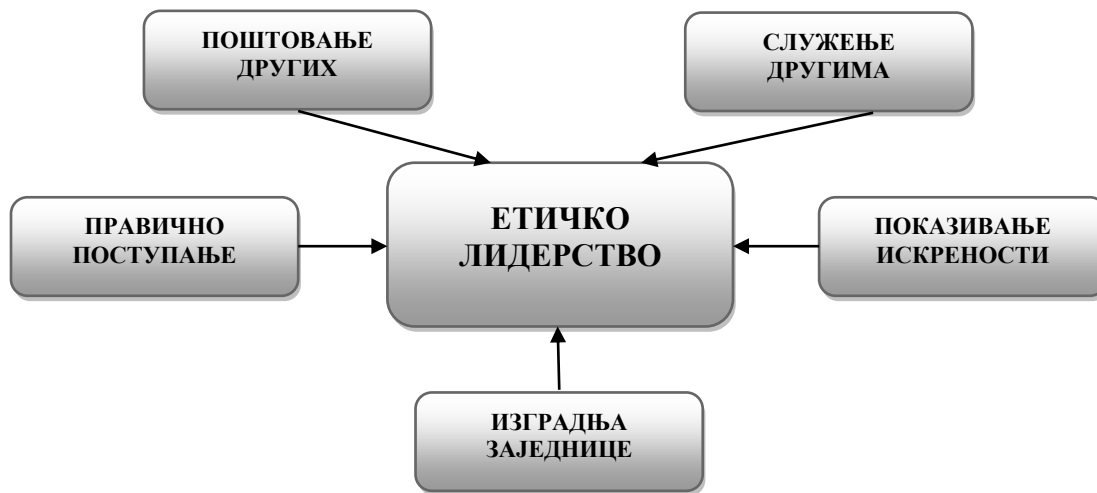 ПОШТОВАЊЕ
ДРУГИХ
СЛУЖЕЊЕ
ДРУГИМА
ПРАВИЧНО
ПОСТУПАЊЕ
ЕТИЧКО
ЛИДЕРСТВО
ПОКАЗИВАЊЕ
ИСКРЕНОСТИ
ИЗГРАДЊА
ЗАЈЕДНИЦЕ